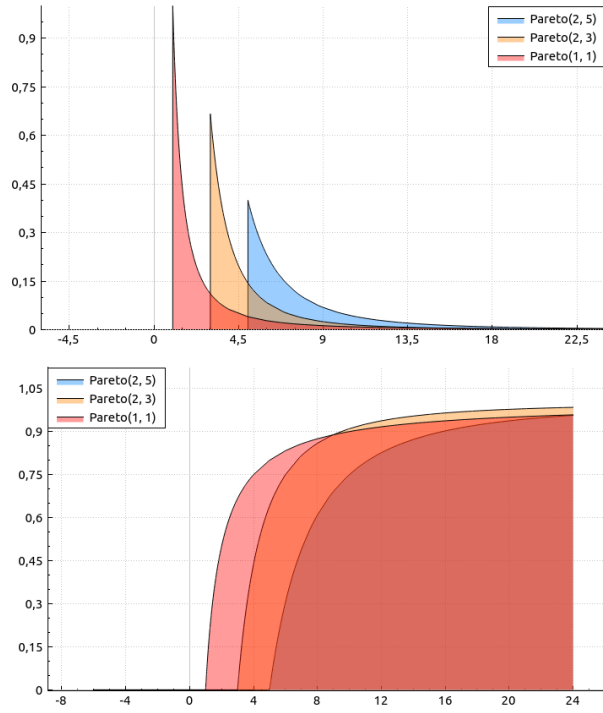 0,9
0,75
0,6
0,45
0,3
0,15
0
-4,5 0 4,5 9 13,5 18 22,5
Pareto(2, 5)
Pareto(2, 3)
Pareto(1, 1)
1,05
0,9
0,75
0,6
0,45
0,3
0,15
0
-8 -4 0 4 8 12 16 20 24
Pareto(2, 5)
Pareto(2, 3)
Pareto(1, 1)